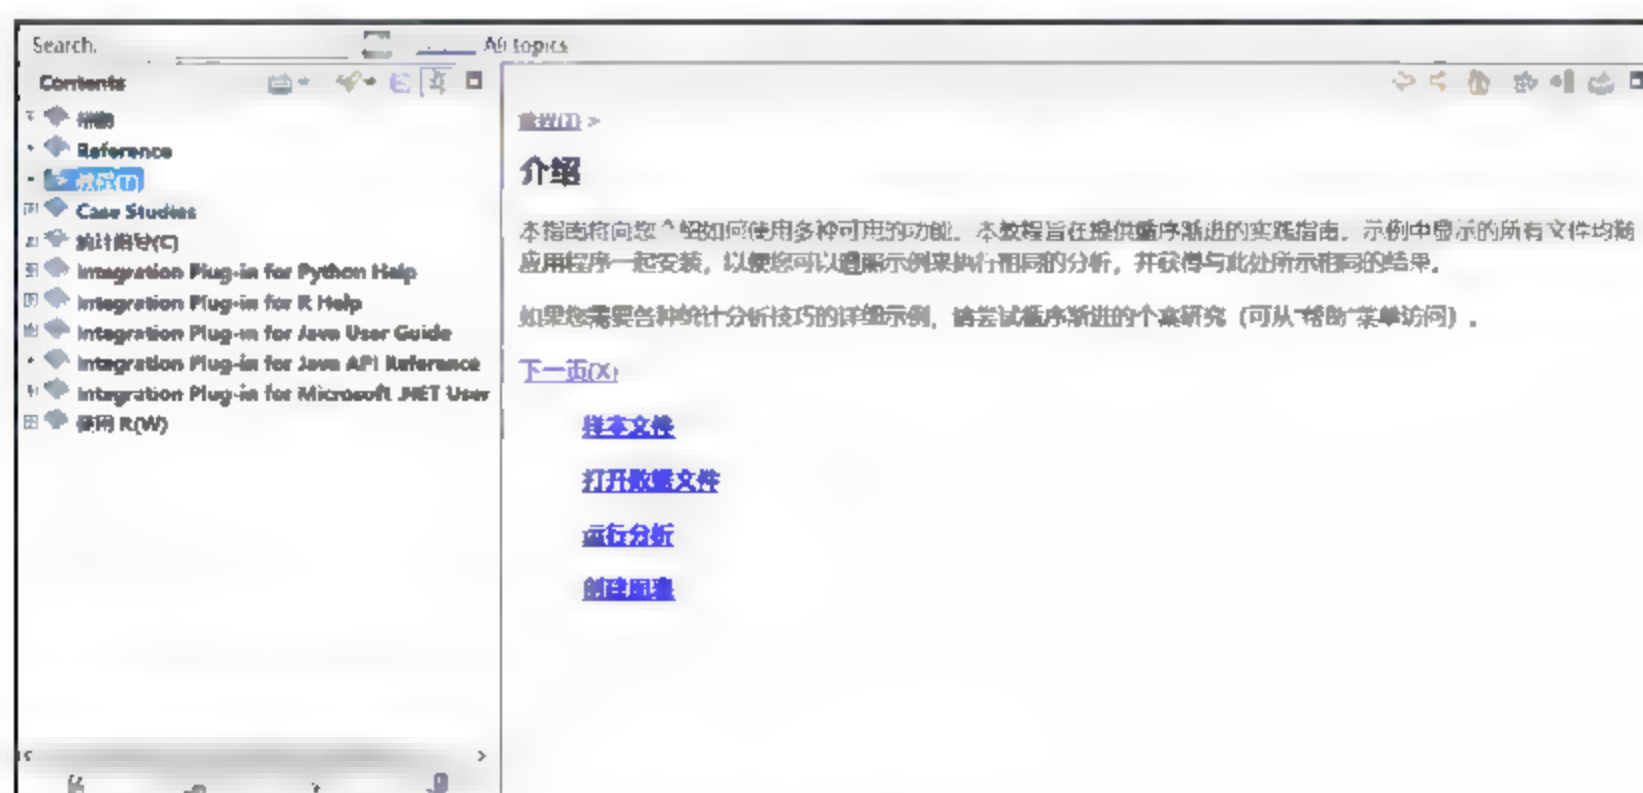 Search:
All topics
Contents
帮助
Reference
教程(T)
Case Studies
统计指导(C)
Integration Plug-in for Python Help
Integration Plug-in for R Help
Integration Plug-in for Java User Guide
Integration Plug-in for Java API Reference
Integration Plug-in for Microsoft .NET User
使用 R(W)
教程(T) >
介绍
本指南将向您介绍如何使用多种可用的功能。本教程旨在提供循序渐进的实践指南。示例中显示的所有文件均随
应用程序一起安装，以便您可以遵照示例来执行相同的分析，并获得与此处所示相同的结果。
如果您需要各种统计分析技巧的详细示例，请尝试循序渐进的个案研究（可从“帮助”菜单访问）.
下一页(X)
样本文件
打开数据文件
运行分析
创建图表